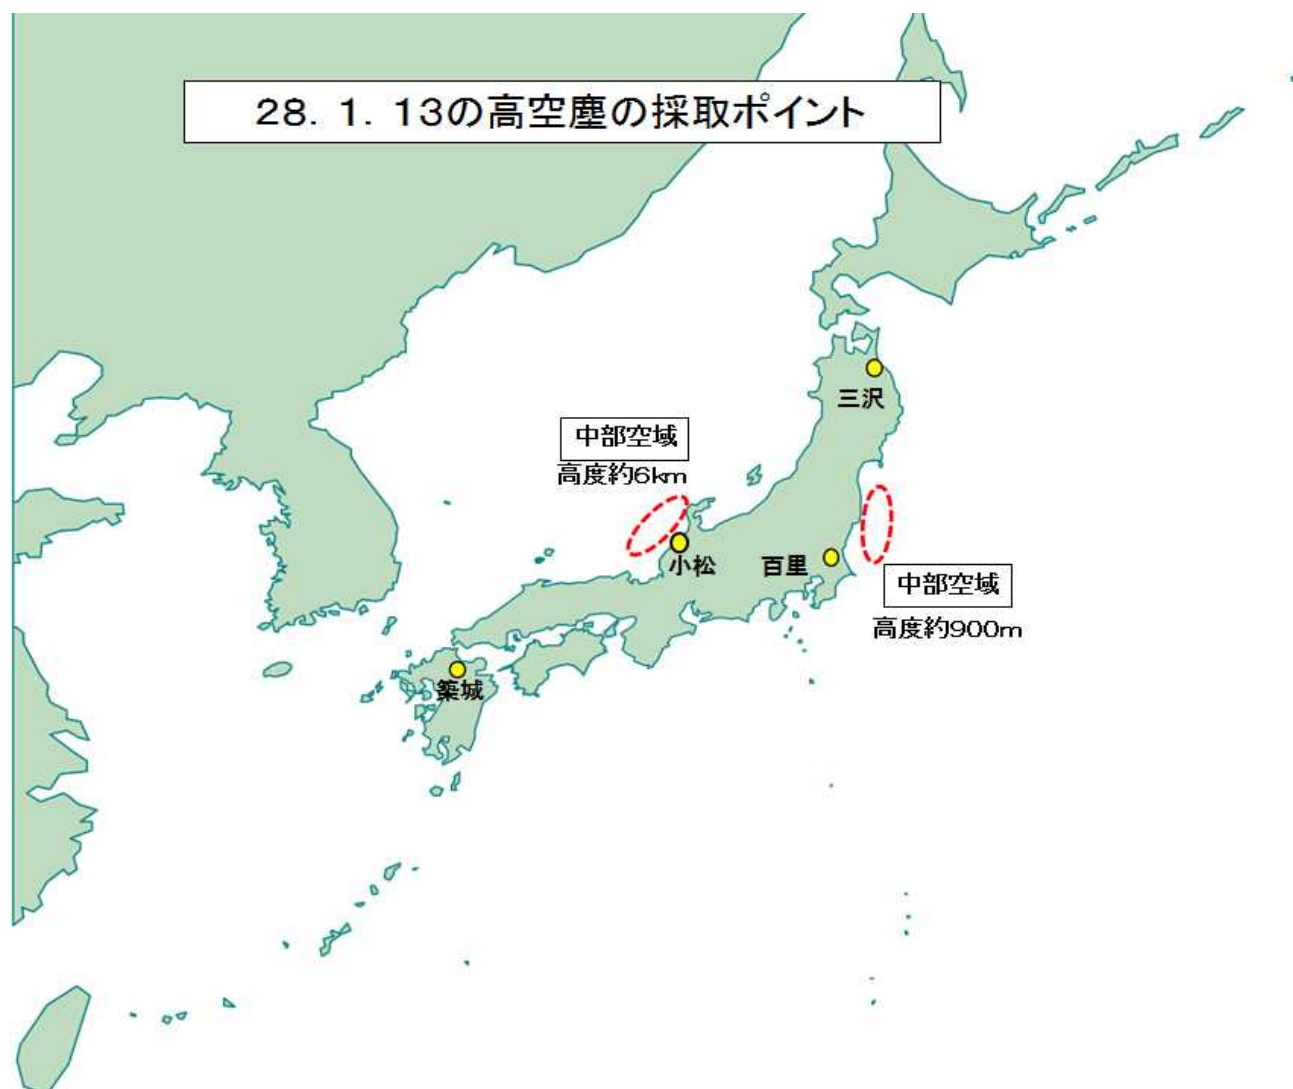 28. 1. 13の高空塵の採取ポイント
三沢
中部空域
高度約6km
小松
百里
中部空域
高度約900m
築城